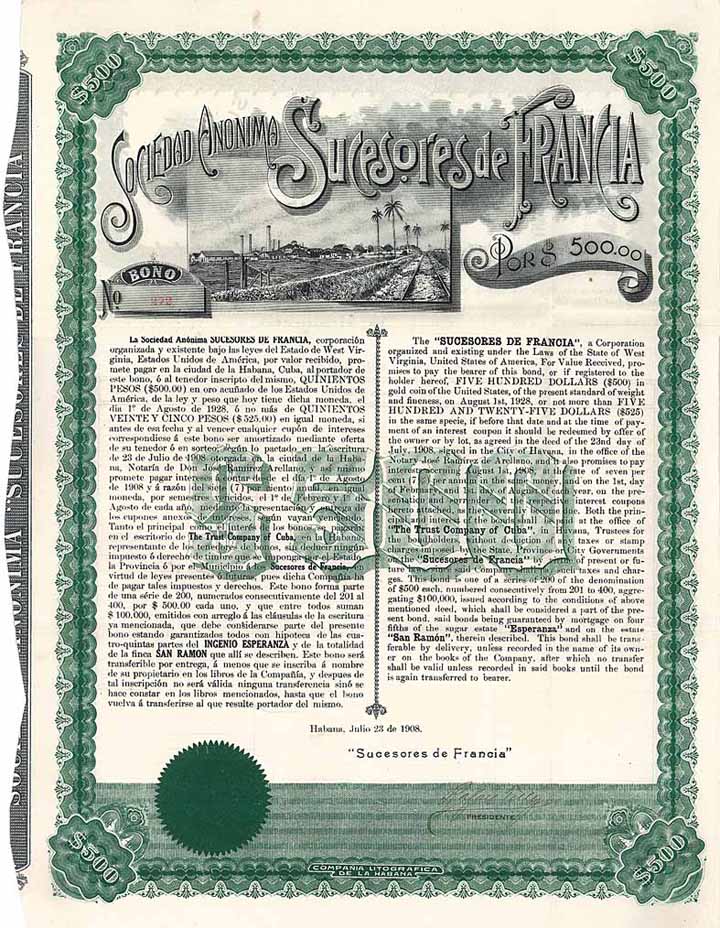 $500
$500
SOCIEDAD ANONIMA
Sucesores de FRANCIA
POR $ 500.00
BONO
No 272
La Sociedad Anónima SUCESORES DE FRANCIA, corporación
organizada y existente bajo las leyes del Estado de West Vir-
ginia, Estados Unidos de América, por valor recibido, pro-
mete pagar en la ciudad de la Habana, Cuba, al portador de
este bono, ó al tenedor inscripto del mismo, QUINIENTOS
PESOS ($500.00) en oro acuñado de los Estados Unidos de
América, de la ley y peso que hoy tiene dicha moneda, el
día 1º de Agosto de 1928, ó no más de QUINIENTOS
VEINTE Y CINCO PESOS ($525.00) en igual moneda, si
antes de esa fecha y al vencer cualquier cupón de intereses
correspondiese á este bono ser amortizado mediante oferta
de su tenedor ó en sorteo, según lo pactado en la escritura
de 23 de Julio de 1908 otorgada en la ciudad de la Haba-
na, Notaría de Don José Ramírez Arellano, y así mismo
promete pagar intereses contados desde el día 1º de Agosto
de 1908 y á razón del siete (7) por ciento anual en
moneda, por semestres vencidos, el 1º de Febrero y 1º de
Agosto de cada año, á la presentación de
los cupones anexos de intereses, según vayan venciendo.
Tanto el principal como el interés de los bonos se pagarán
en el escritorio de The Trust Company of Cuba, en la Habana,
representante de los tenedores de bonos, sin deducir ningún
impuesto ó derecho de timbre que se imponga por el Estado
la Provincia ó por el Municipio á Sucesores de Francia, en
virtud de leyes presentes ó futuras, pues dicha Compañía ha
de pagar tales impuestos y derechos. Este bono forma parte
de una série de 200, numerados consecutivamente del 201 al
400, por $ 500.00 cada uno, y que entre todos suman
$ 100.000, emitidos con arreglo á las cláusulas de la escritura
ya mencionada, que debe considerarse parte del presente
bono estando garantizados todos con hipoteca de las cua-
tro-quintas partes del INGENIO ESPERANZA y de la totalidad
de la finca SAN RAMON que allí se describen. Este bono será
transferible por entrega, á menos que se inscriba á nombre
de su propietario en los libros de la Compañía, y despues de
tal inscripción no será válida ninguna transferencia sinó se
hace constar en los libros mencionados, hasta que el bono
vuelva á transferirse al que resulte portador del mismo.
The "SUCESORES DE FRANCIA", a Corporation
organized and existing under the Laws of the State of West
Virginia, United States of America, For Value Received, pro-
mises to pay the bearer of this bond, or if registered to the
holder hereof, FIVE HUNDRED DOLLARS ($500) in
gold coin of the United States, of the present standard of weight
and fineness, on August 1st, 1928, or not more than FIVE
HUNDRED AND TWENTY-FIVE DOLLARS ($525)
in the same specie, if before that date and at the time of pay-
ment of an interest coupon it should be redeemed by offer of
the owner or by lot, as agreed in the deed of the 23nd day of
July, 1908, signed in the City of Havana, in the office of the
Notary José Ramírez de Arellano, and also promises to pay
interest from August 1st, 1908, at the rate of seven per
cent (7) per annum in the same money and on the 1st, day
of February and 1st, August of each year, on the pre-
sentation and surrender of the respective interest coupons
Both the prin-
cipal and interest of the bonds shall be at the office of
"The Trust Company of Cuba", in Havana, Trustees for
the bondholders, without deduction of taxes or stamp
duties imposed by the State, Province or City Governments
on the "Sucesores de Francia" by of present or fu-
ture laws, and said Company shall pay such taxes and char-
ges. This bond is one of a series of 200 of the denomination
of $500 each, numbered consecutively from 201 to 400, aggre-
gating $100,000, issued according to the conditions of above
mentioned deed, which shall be considered a part of the pres-
ent bond, said bonds being guaranteed by mortgage on four
fifths of the sugar estate "Esperanza" and on the estate
"San Ramón", therein described. This bond shall be trans-
ferable by delivery, unless recorded in the name of its own-
er on the books of the Company, after which no transfer
shall be valid unless recorded in said books until the bond
is again transferred to bearer.
$500
Habana, Julio 23 de 1908.
"Sucesores de Francia"
PRESIDENTE
COMPAÑIA LITOGRAFICA
DE LA HABANA
$500
$500